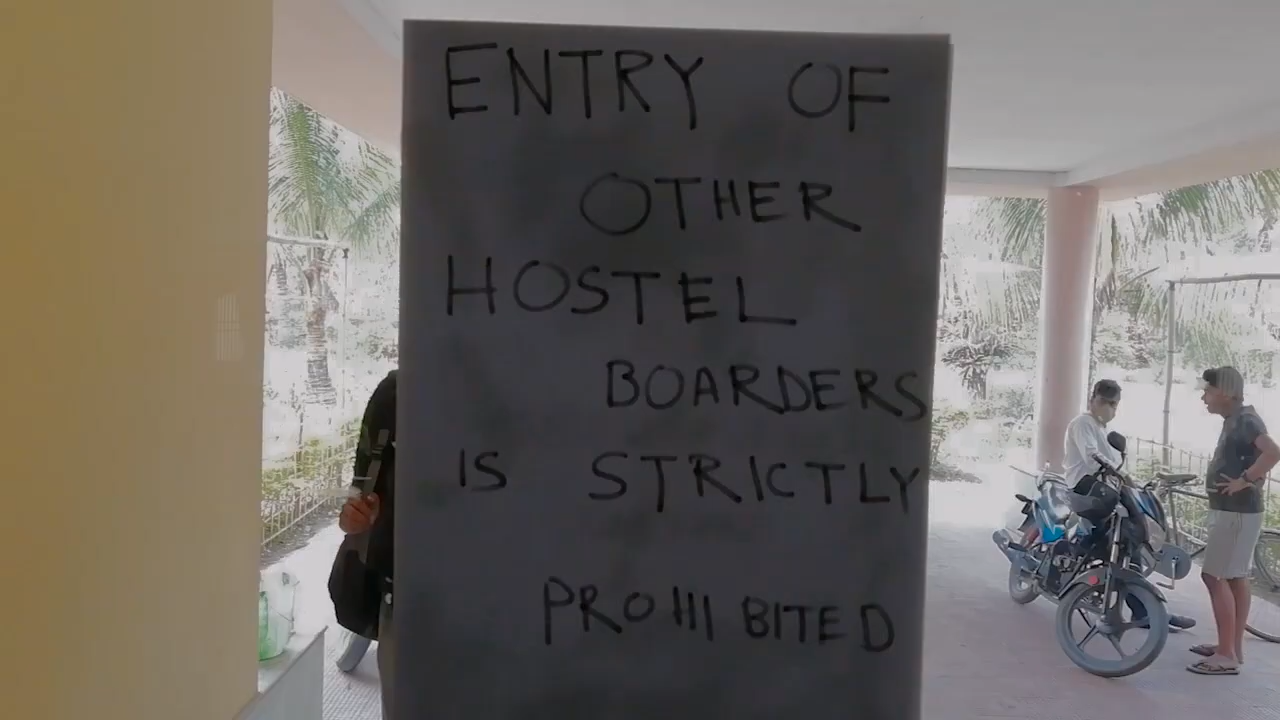 ENTRY OF
OTHER
HOSTEL
BOARDERS
IS STRICTLY
PROHIBITED